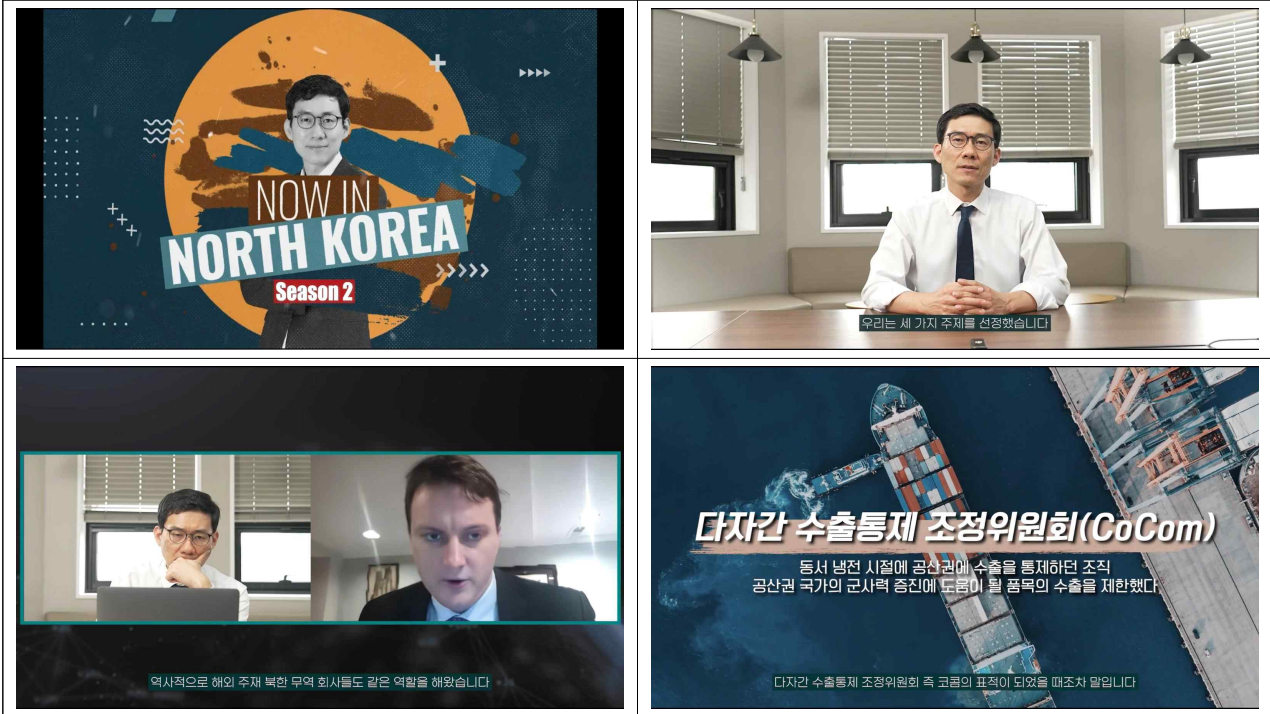 NOW IN
NORTH KOREA
Season 2
우리는 세 가지 주제를 선정했습니다
역사적으로 해외 주재 북한 무역 회사들도 같은 역할을 해왔습니다
다자간 수출통제 조정위원회(CoCom)
동서 냉전 시절에 공산권에 수출을 통제하던 조직
공산권 국가의 군사력 증진에 도움이 될 품목의 수출을 제한했다
다자간 수출통제 조정위원회 즉 코콤의 표적이 되었을 때조차 말입니다